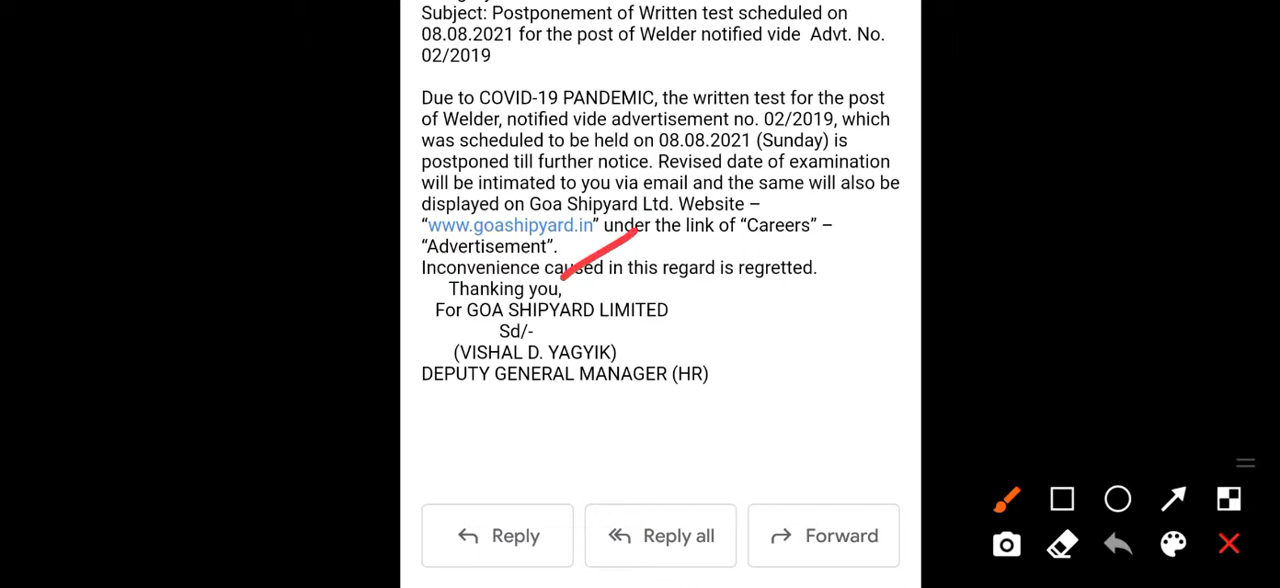 Subject: Postponement of Written test scheduled on
08.08.2021 for the post of Welder notified vide Advt. No.
02/2019
Due to COVID-19 PANDEMIC, the written test for the post
of Welder, notified vide advertisement no. 02/2019, which
was scheduled to be held on 08.08.2021 (Sunday) is
postponed till further notice. Revised date of examination
will be intimated to you via email and the same will also be
displayed on Goa Shipyard Ltd. Website –
“www.goashipyard.in” under the link of “Careers” –
“Advertisement”.
Inconvenience caused in this regard is regretted.
Thanking you,
For GOA SHIPYARD LIMITED
Sd/-
(VISHAL D. YAGYIK)
DEPUTY GENERAL MANAGER (HR)
Reply Reply all Forward